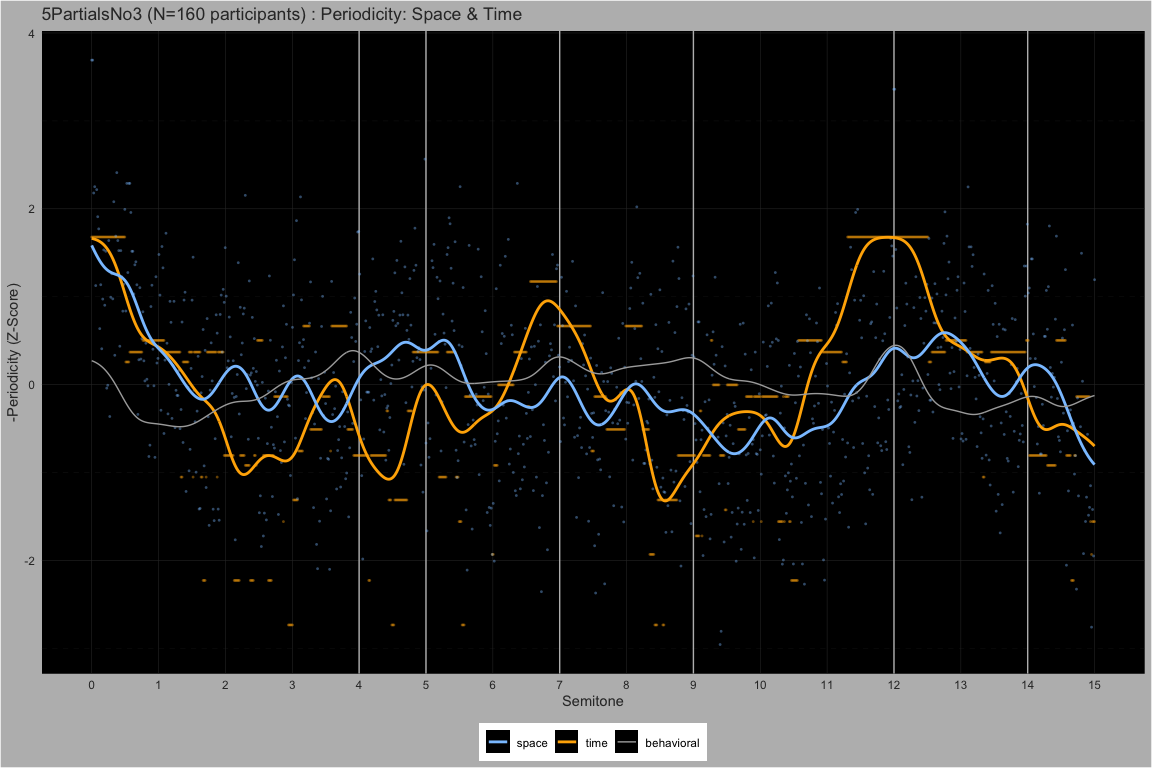 5PartialsNo3 (N=160 participants) : Periodicity: Space & Time
-Periodicity (Z-Score)
4
2
0
-2
0 1 2 3 4 5 6 7 8 9 10 11 12 13 14 15
Semitone
space time behavioral